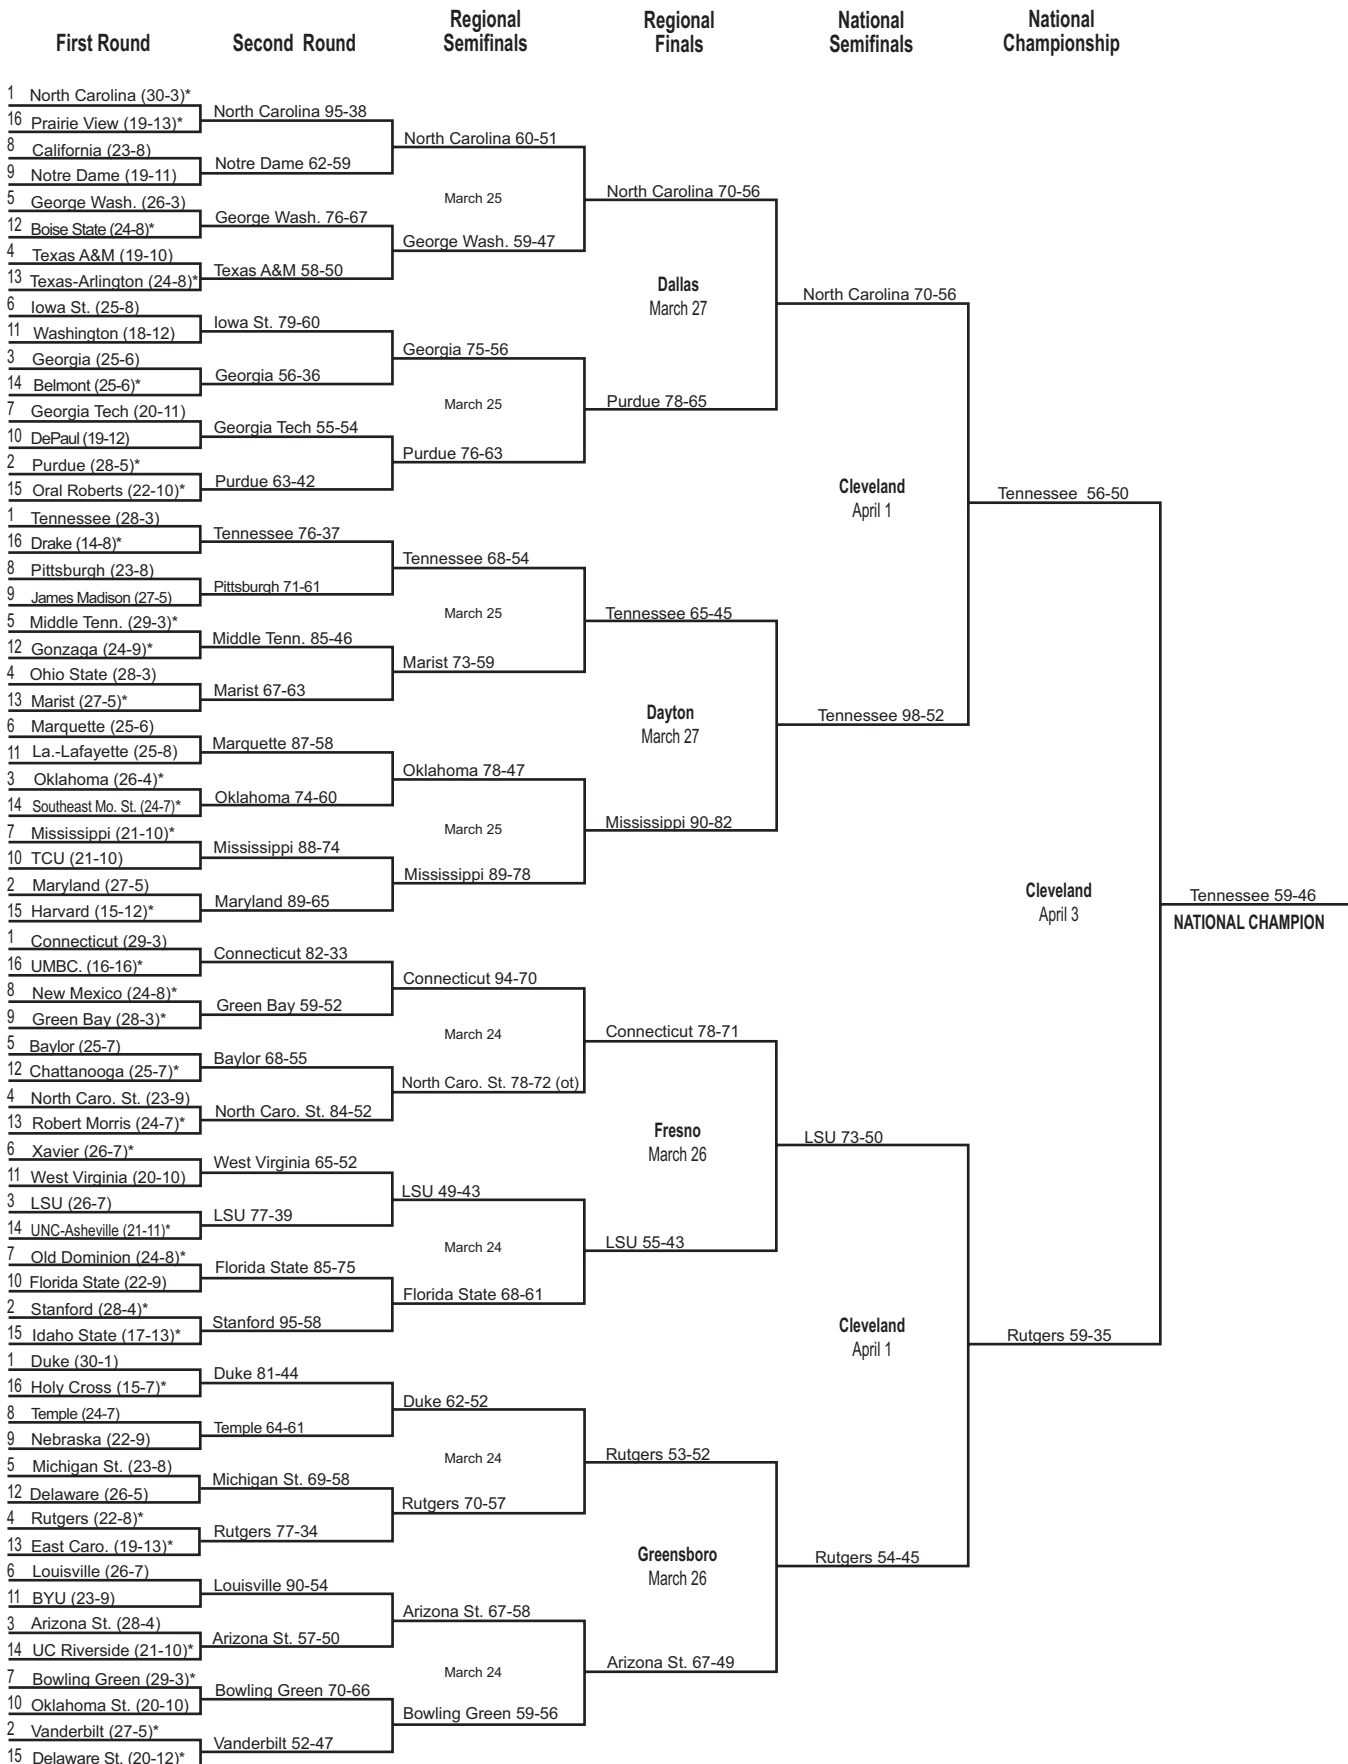 First Round
Second Round
Regional
Semifinals
Regional
Finals
National
Semifinals
National
Championship
1 North Carolina (30-3)*
16 Prairie View (19-13)*
8 California (23-8)
9 Notre Dame (19-11)
5 George Wash. (26-3)
12 Boise State (24-8)*
4 Texas A&M (19-10)
13 Texas-Arlington (24-8)*
6 Iowa St. (25-8)
11 Washington (18-12)
3 Georgia (25-6)
14 Belmont (25-6)*
7 Georgia Tech (20-11)
10 DePaul (19-12)
2 Purdue (28-5)*
15 Oral Roberts (22-10)*
1 Tennessee (28-3)
16 Drake (14-8)*
8 Pittsburgh (23-8)
9 James Madison (27-5)
5 Middle Tenn. (29-3)*
12 Gonzaga (24-9)*
4 Ohio State (28-3)
13 Marist (27-5)*
6 Marquette (25-6)
11 La.-Lafayette (25-8)
3 Oklahoma (26-4)*
14 Southeast Mo. St. (24-7)*
7 Mississippi (21-10)*
10 TCU (21-10)
2 Maryland (27-5)
15 Harvard (15-12)*
1 Connecticut (29-3)
16 UMBC. (16-16)*
8 New Mexico (24-8)*
9 Green Bay (28-3)*
5 Baylor (25-7)
12 Chattanooga (25-7)*
4 North Caro. St. (23-9)
13 Robert Morris (24-7)*
6 Xavier (26-7)*
11 West Virginia (20-10)
3 LSU (26-7)
14 UNC-Asheville (21-11)*
7 Old Dominion (24-8)*
10 Florida State (22-9)
2 Stanford (28-4)*
15 Idaho State (17-13)*
1 Duke (30-1)
16 Holy Cross (15-7)*
8 Temple (24-7)
9 Nebraska (22-9)
5 Michigan St. (23-8)
12 Delaware (26-5)
4 Rutgers (22-8)*
13 East Caro. (19-13)*
6 Louisville (26-7)
11 BYU (23-9)
3 Arizona St. (28-4)
14 UC Riverside (21-10)*
7 Bowling Green (29-3)*
10 Oklahoma St. (20-10)
2 Vanderbilt (27-5)*
15 Delaware St. (20-12)*
North Carolina 95-38
Notre Dame 62-59
George Wash. 76-67
Texas A&M 58-50
Iowa St. 79-60
Georgia 56-36
Georgia Tech 55-54
Purdue 63-42
Tennessee 76-37
Pittsburgh 71-61
Middle Tenn. 85-46
Marist 67-63
Marquette 87-58
Oklahoma 74-60
Mississippi 88-74
Maryland 89-65
Connecticut 82-33
Green Bay 59-52
Baylor 68-55
North Caro. St. 84-52
West Virginia 65-52
LSU 77-39
Florida State 85-75
Stanford 95-58
Duke 81-44
Temple 64-61
Michigan St. 69-58
Rutgers 77-34
Louisville 90-54
Arizona St. 57-50
Bowling Green 70-66
Vanderbilt 52-47
North Carolina 60-51
March 25
George Wash. 59-47
Georgia 75-56
March 25
Purdue 76-63
Tennessee 68-54
March 25
Marist 73-59
Oklahoma 78-47
March 25
Mississippi 89-78
Connecticut 94-70
March 24
North Caro. St. 78-72 (ot)
LSU 49-43
March 24
Florida State 68-61
Duke 62-52
March 24
Rutgers 70-57
Arizona St. 67-58
March 24
Bowling Green 59-56
North Carolina 70-56
Dallas
March 27
Purdue 78-65
Tennessee 65-45
Dayton
March 27
Mississippi 90-82
Connecticut 78-71
Fresno
March 26
LSU 55-43
Rutgers 53-52
Greensboro
March 26
Arizona St. 67-49
North Carolina 70-56
Cleveland
April 1
Tennessee 98-52
LSU 73-50
Cleveland
April 1
Rutgers 54-45
Tennessee 56-50
Cleveland
April 3
Rutgers 59-35
Tennessee 59-46
NATIONAL CHAMPION